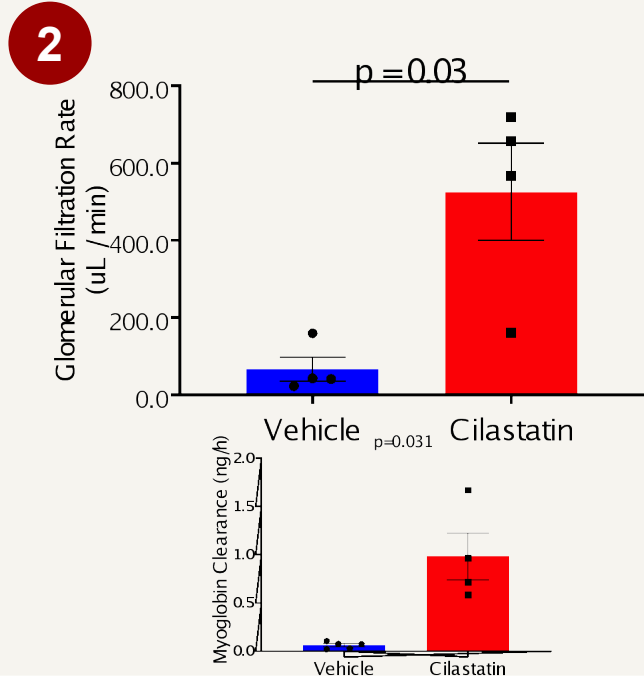 2
p = 0.03
Glomerular Filtration Rate
(uL / min)
800.0
600.0
400.0
200.0
0.0
Vehicle
Cilastatin
p=0.031
Myoglobin Clearance (ng/h)
2.0
1.5
1.0
0.5
0.0
Vehicle
Cilastatin